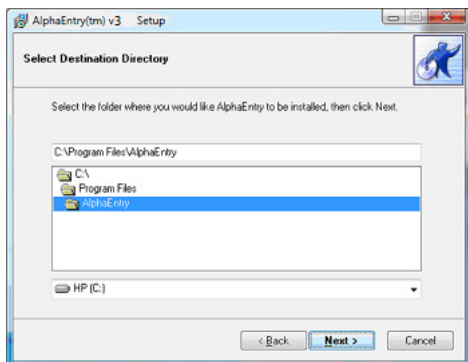 AlphaEntry(tm) v3 Setup
Select Destination Directory
Select the folder where you would like AlphaEntry to be installed, then click Next.
C:\Program Files\AlphaEntry
C:\
Program Files
AlphaEntry
HP (C:)
< Back Next > Cancel